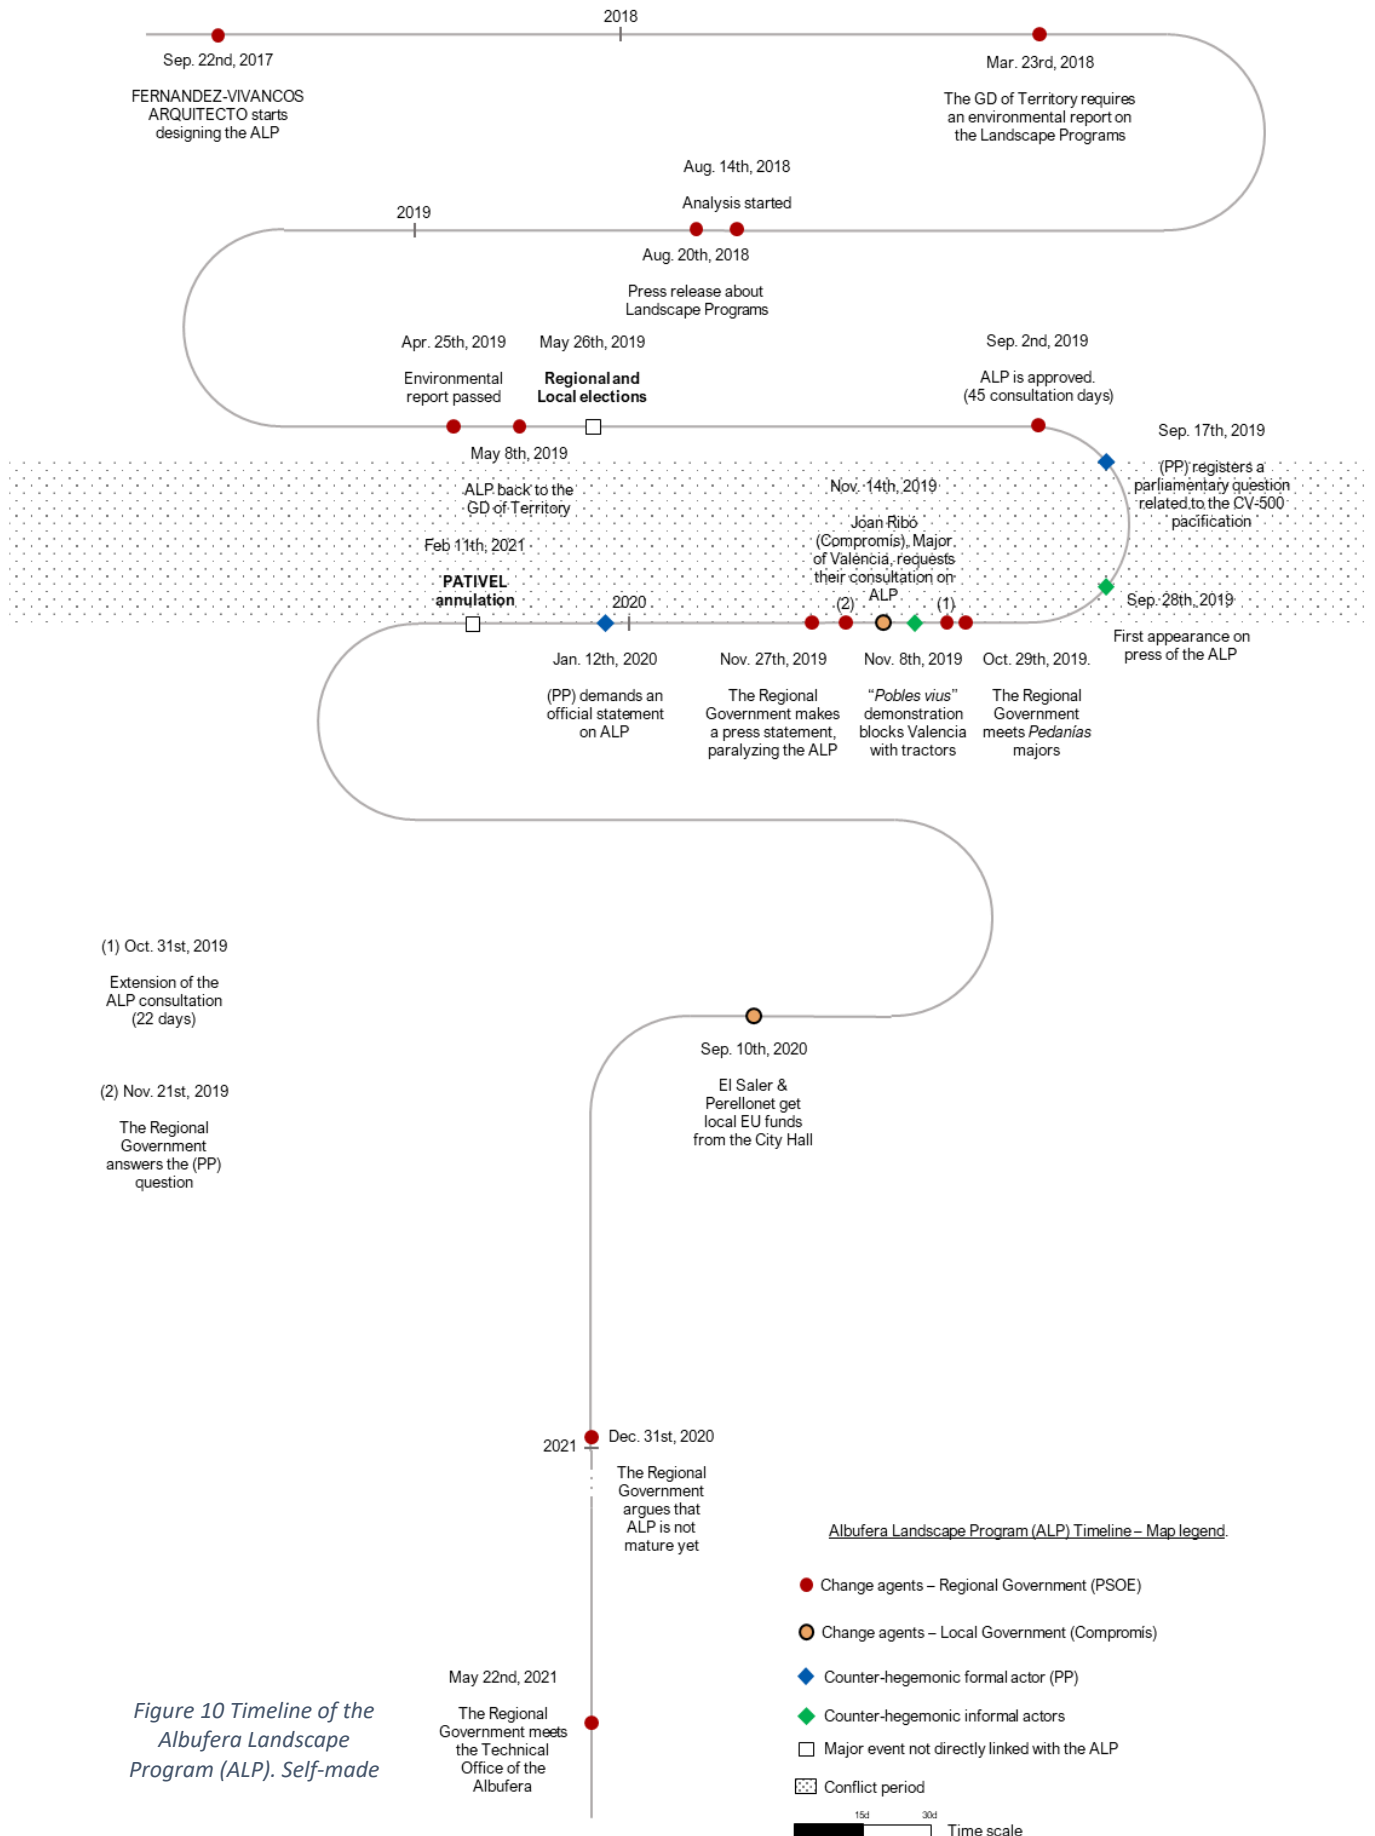 2018
Sep. 22nd, 2017
FERNANDEZ-VIVANCOS
ARQUITECTO starts
designing the ALP
Mar. 23rd, 2018
The GD of Territory requires
an environmental report on
the Landscape Programs
Aug. 14th, 2018
Analysis started
2019
Aug. 20th, 2018
Press release about
Landscape Programs
Apr. 25th, 2019
Environmental
report passed
May 26th, 2019
Regional and
Local elections
Sep. 2nd, 2019
ALP is approved.
(45 consultation days)
May 8th, 2019
ALP back to the
GD of Territory
Sep. 17th, 2019
(PP) registers a
parliamentary question
related to the CV-500
pacification
Nov. 14th, 2019
Joan Ribó
(Compromís), Major
of Valencia, requests
their consultation on
ALP
Feb 11th, 2021
PATIVEL
annulation
2020
(2)
(1)
Sep. 28th, 2019
First appearance on
press of the ALP
Jan. 12th, 2020
(PP) demands an
official statement
on ALP
Nov. 27th, 2019
The Regional
Government makes
a press statement,
paralyzing the ALP
Nov. 8th, 2019
“Pobles vius”
demonstration
blocks Valencia
with tractors
Oct. 29th, 2019.
The Regional
Government
meets Pedanías
majors
(1) Oct. 31st, 2019
Extension of the
ALP consultation
(22 days)
Sep. 10th, 2020
El Saler &
Perellonet get
local EU funds
from the City Hall
(2) Nov. 21st, 2019
The Regional
Government
answers the (PP)
question
2021
Dec. 31st, 2020
The Regional
Government
argues that
ALP is not
mature yet
May 22nd, 2021
The Regional
Government meets
the Technical
Office of the
Albufera
Figure 10 Timeline of the
Albufera Landscape
Program (ALP). Self-made
Albufera Landscape Program (ALP) Timeline – Map legend.
Change agents – Regional Government (PSOE)
Change agents – Local Government (Compromís)
Counter-hegemonic formal actor (PP)
Counter-hegemonic informal actors
Major event not directly linked with the ALP
Conflict period
15d 30d
Time scale